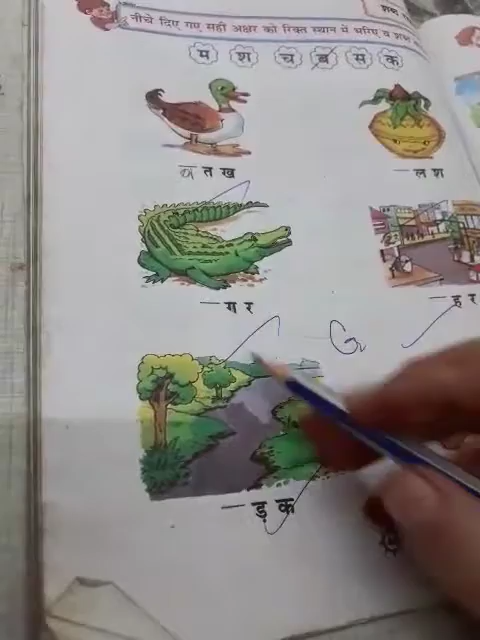 नीचे दिए गए सही अक्षर को रिक्त स्थान में भरिए व शब्द
म श च ब स क
ब त ख
_ ल श
_ ग र
_ ह र
_ ड़ क